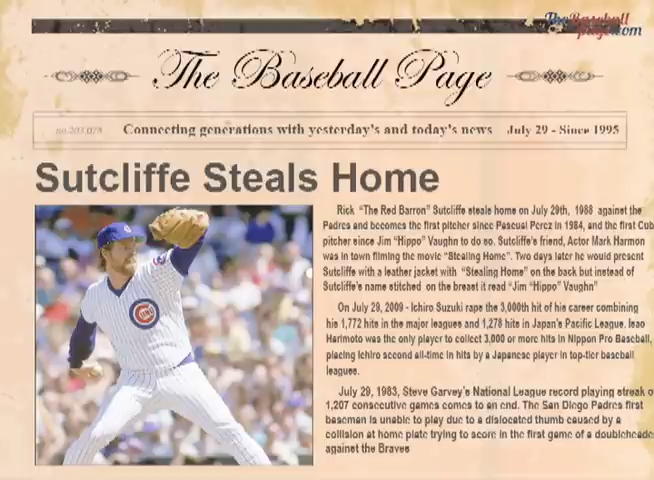 TheBaseball
Page.com
The Baseball Page
no.203,078 Connecting generations with yesterday's and today's news July 29 - Since 1995
Sutcliffe Steals Home
Rick "The Red Barron" Sutcliffe steals home on July 29th, 1988 against the
Padres and becomes the first pitcher since Pascual Perez in 1984, and the first Cub
pitcher since Jim "Hippo" Vaughn to do so. Sutcliffe's friend, Actor Mark Harmon
was in town filming the movie "Stealing Home". Two days later he would present
Sutcliffe with a leather jacket with "Stealing Home" on the back but instead of
Sutcliffe's name stitched on the breast it read "Jim "Hippo" Vaughn"
On July 29, 2009 - Ichiro Suzuki raps the 3,000th hit of his career combining
his 1,772 hits in the major leagues and 1,278 hits in Japan's Pacific League. Isao
Harimoto was the only player to collect 3,000 or more hits in Nippon Pro Baseball,
placing Ichiro second all-time in hits by a Japanese player in top-tier baseball
leagues.
July 29, 1983, Steve Garvey's National League record playing streak o
1,207 consecutive games comes to an end. The San Diego Padres first
baseman is unable to play due to a dislocated thumb caused by a
collision at home plate trying to score in the first game of a doubleheade
against the Braves